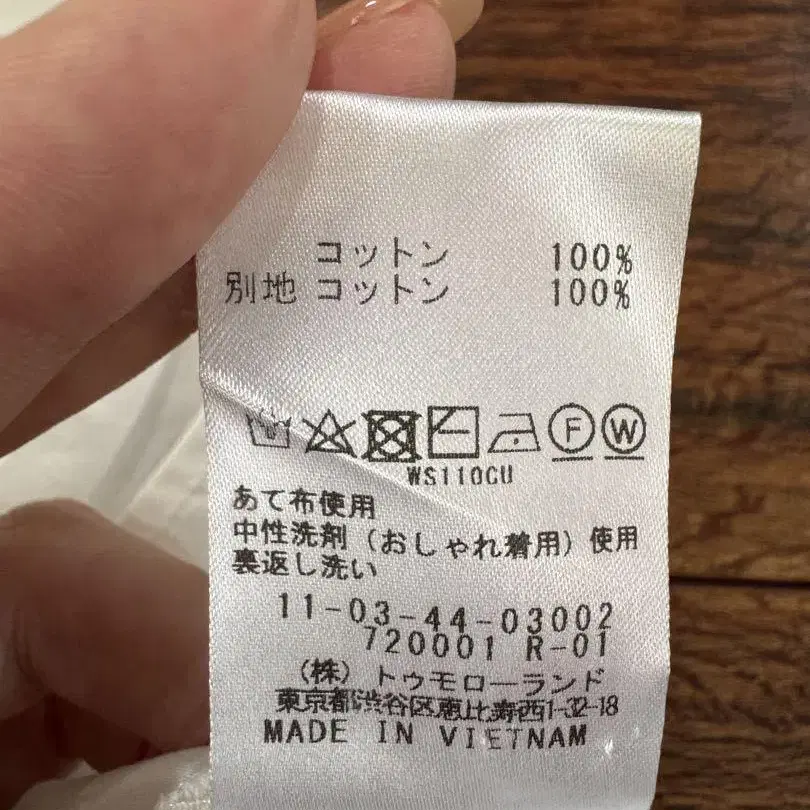 コットン 100%
別地 コットン 100%
F W
WS110CU
あて布使用
中性洗剤（おしゃれ着用）使用
裏返し洗い
11-03-44-03002
720001 R-01
（株）トゥモローランド
東京都渋谷区恵比寿西1-32-18
MADE IN VIETNAM